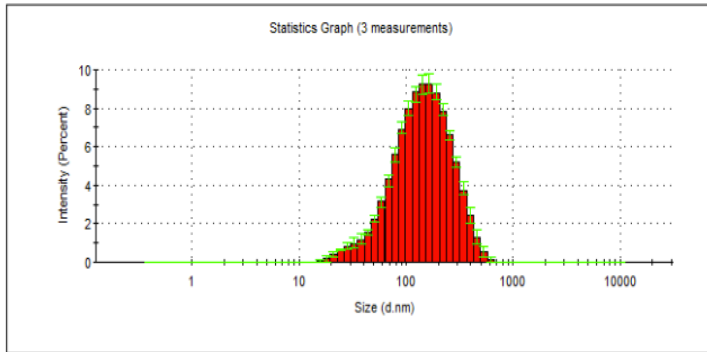 Statistics Graph (3 measurements)
Intensity (Percent)
10
8
6
4
2
0
1 10 100 1000 10000
Size (d.nm)